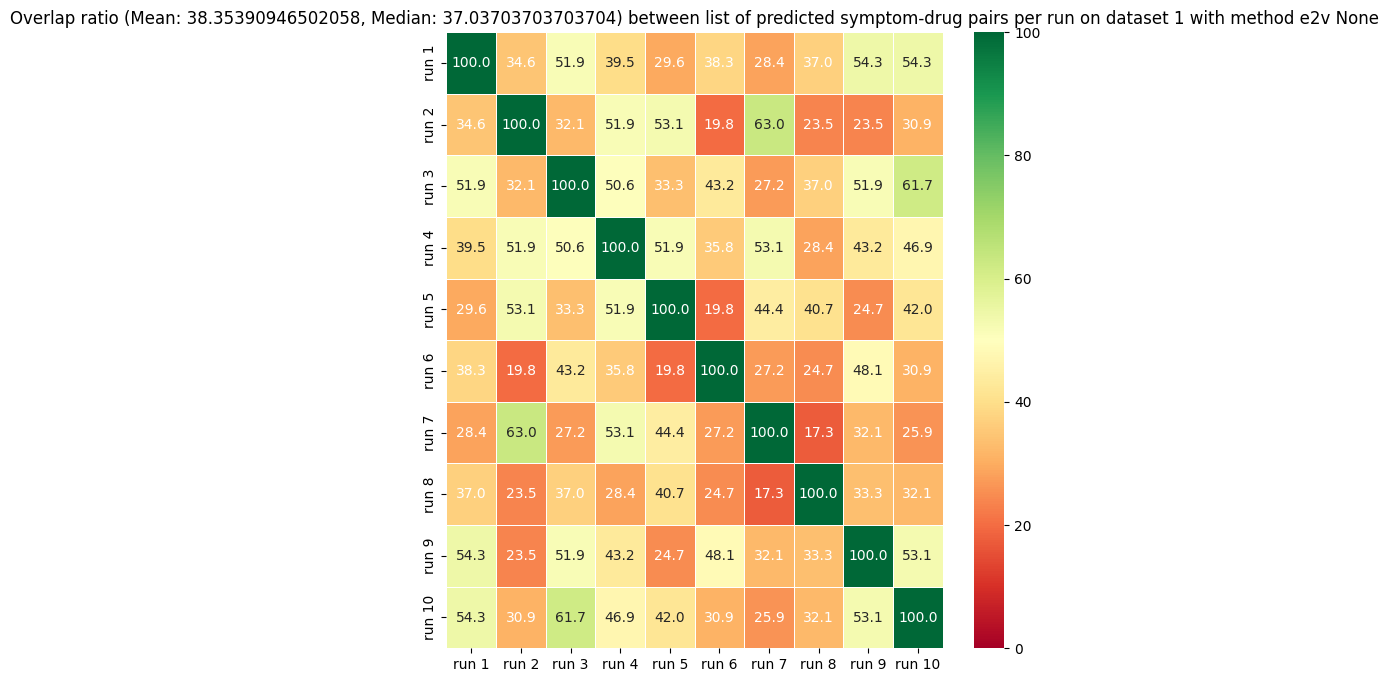 Overlap ratio (Mean: 38.35390946502058, Median: 37.03703703703704) between list of predicted symptom-drug pairs per run on dataset 1 with method e2v None
run 1 100.0 34.6 51.9 39.5 29.6 38.3 28.4 37.0 54.3 54.3
run 2 34.6 100.0 32.1 51.9 53.1 19.8 63.0 23.5 23.5 30.9
run 3 51.9 32.1 100.0 50.6 33.3 43.2 27.2 37.0 51.9 61.7
run 4 39.5 51.9 50.6 100.0 51.9 35.8 53.1 28.4 43.2 46.9
run 5 29.6 53.1 33.3 51.9 100.0 19.8 44.4 40.7 24.7 42.0
run 6 38.3 19.8 43.2 35.8 19.8 100.0 27.2 24.7 48.1 30.9
run 7 28.4 63.0 27.2 53.1 44.4 27.2 100.0 17.3 32.1 25.9
run 8 37.0 23.5 37.0 28.4 40.7 24.7 17.3 100.0 33.3 32.1
run 9 54.3 23.5 51.9 43.2 24.7 48.1 32.1 33.3 100.0 53.1
run 10 54.3 30.9 61.7 46.9 42.0 30.9 25.9 32.1 53.1 100.0
run 1 run 2 run 3 run 4 run 5 run 6 run 7 run 8 run 9 run 10
100
80
60
40
20
0